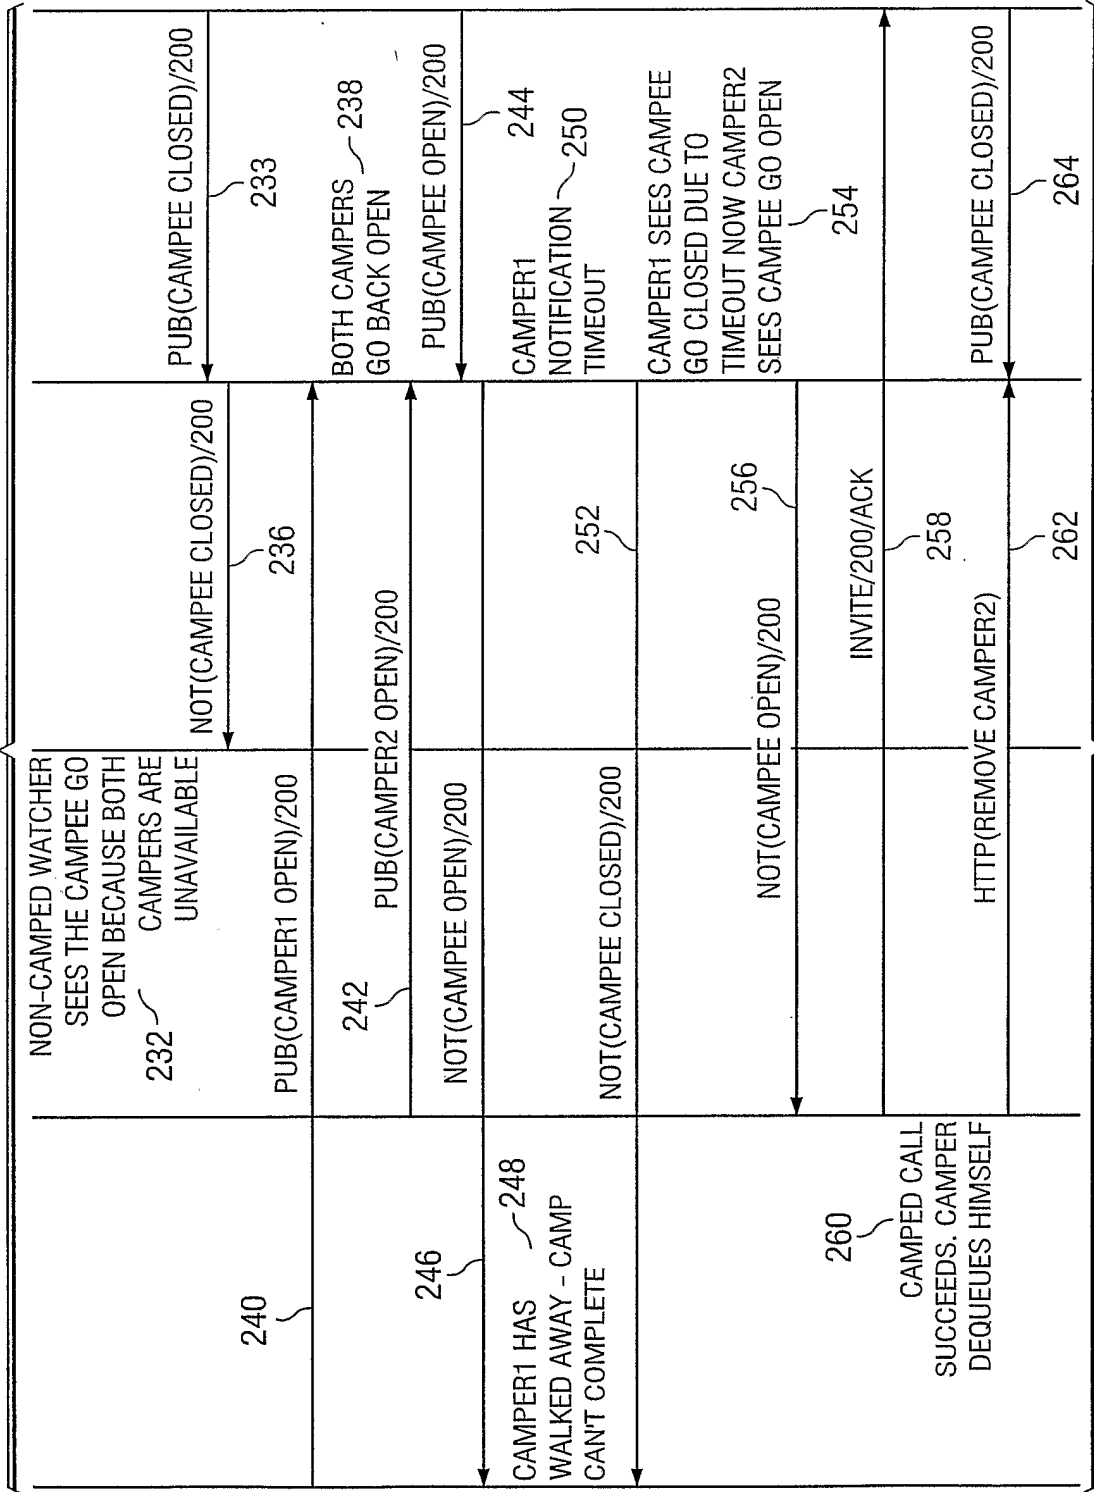 NON-CAMPED WATCHER
SEES THE CAMPEE GO
OPEN BECAUSE BOTH
CAMPERS ARE
UNAVAILABLE
232
PUB(CAMPEE CLOSED)/200
233
NOT(CAMPEE CLOSED)/200
236
PUB(CAMPER1 OPEN)/200
240
BOTH CAMPERS
GO BACK OPEN
238
PUB(CAMPER2 OPEN)/200
242
PUB(CAMPEE OPEN)/200
244
NOT(CAMPEE OPEN)/200
246
CAMPER1 HAS
WALKED AWAY - CAMP
CAN'T COMPLETE
248
CAMPER1
NOTIFICATION
TIMEOUT
250
NOT(CAMPEE CLOSED)/200
252
CAMPER1 SEES CAMPEE
GO CLOSED DUE TO
TIMEOUT NOW CAMPER2
SEES CAMPEE GO OPEN
254
NOT(CAMPEE OPEN)/200
256
INVITE/200/ACK
258
CAMPED CALL
SUCCEEDS. CAMPER
DEQUEUES HIMSELF
260
HTTP(REMOVE CAMPER2)
262
PUB(CAMPEE CLOSED)/200
264